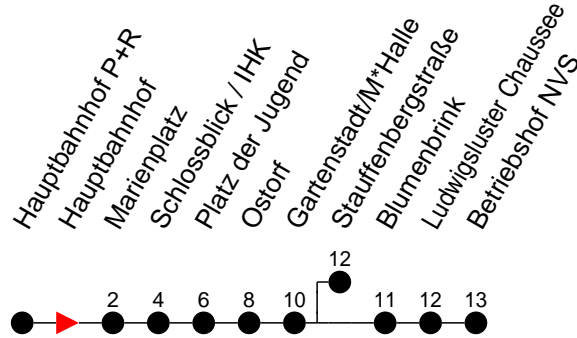 Hauptbahnhof P+R
Hauptbahnhof
Marienplatz
Schlossblick / IHK
Platz der Jugend
Ostorf
Gartenstadt/M*Halle
Stauffenbergstraße
Blumenbrink
Ludwigsluster Chaussee
Betriebshof NVS
12
2 4 6 8 10 11 12 13